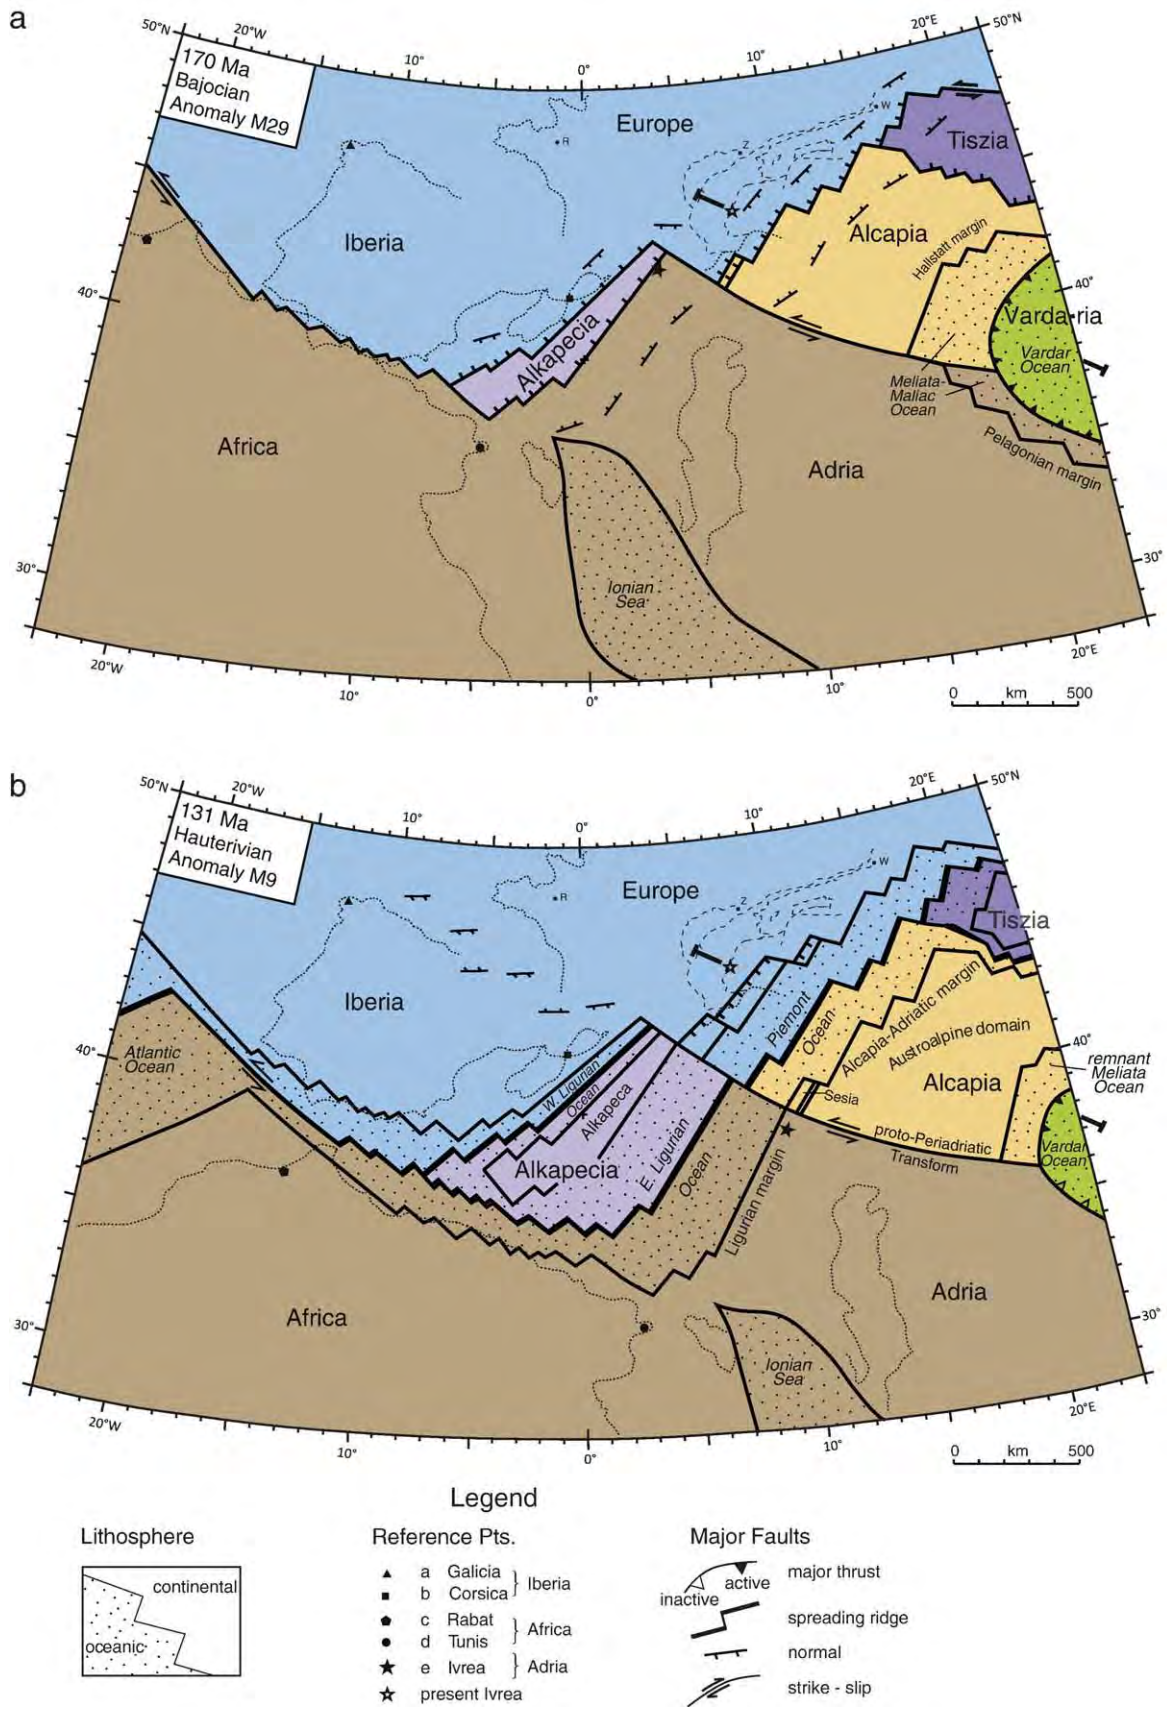 a
50°N
20°W
10°
0°
10°
20°E
50°N
170 Ma
Bajocian
Anomaly M29
Europe
R
Z
W
Tiszia
Iberia
Alcapia
Hallstatt margin
40°
40°
Vardaria
Alkapecia
Vardar
Ocean
Meliata-
Maliac
Ocean
Africa
Adria
Pelagonian margin
30°
30°
Ionian
Sea
20°W
10°
0°
10°
20°E
0 km 500
b
50°N
20°W
10°
0°
10°
20°E
50°N
131 Ma
Hauterivian
Anomaly M9
Europe
R
Z
W
Tiszia
Iberia
Piemont
Ocean
Alcapia-Adriatic margin
Austroalpine domain
Atlantic
Ocean
40°
40°
remnant
Meliata
Ocean
W. Ligurian
Ocean
Alkapeca
Alcapia
Sesia
Alkapecia
E. Ligurian
Ocean
Ligurian margin
proto-Periadriatic
Transform
Vardar
Ocean
Africa
Adria
30°
30°
Ionian
Sea
20°W
10°
0°
10°
20°E
0 km 500
Legend
Lithosphere
continental
oceanic
Reference Pts.
a Galicia
b Corsica
Iberia
c Rabat
d Tunis
Africa
e Ivrea
Adria
present Ivrea
Major Faults
inactive
active
major thrust
spreading ridge
normal
strike - slip